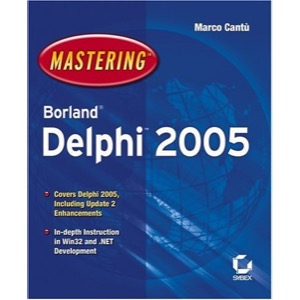 Marco Cantù
MASTERING™
Borland®
Delphi™ 2005
Covers Delphi 2005,
Including Update 2
Enhancements
In-depth Instruction
in Win32 and .NET
Development
SYBEX